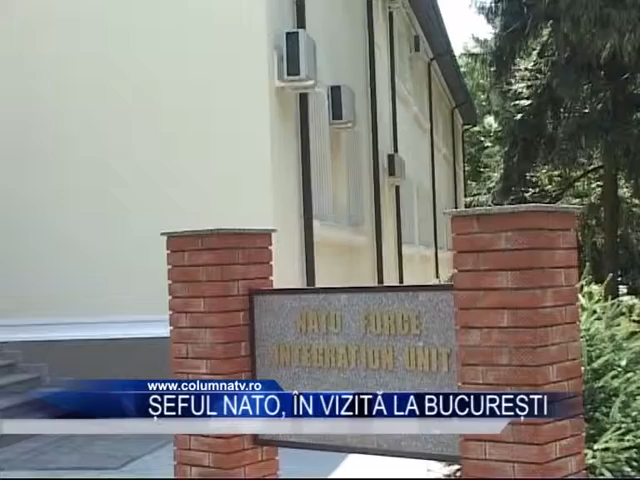 NATO FORCE
INTEGRATION UNIT
www.columnatv.ro
ȘEFUL NATO, ÎN VIZITĂ LA BUCUREȘTI